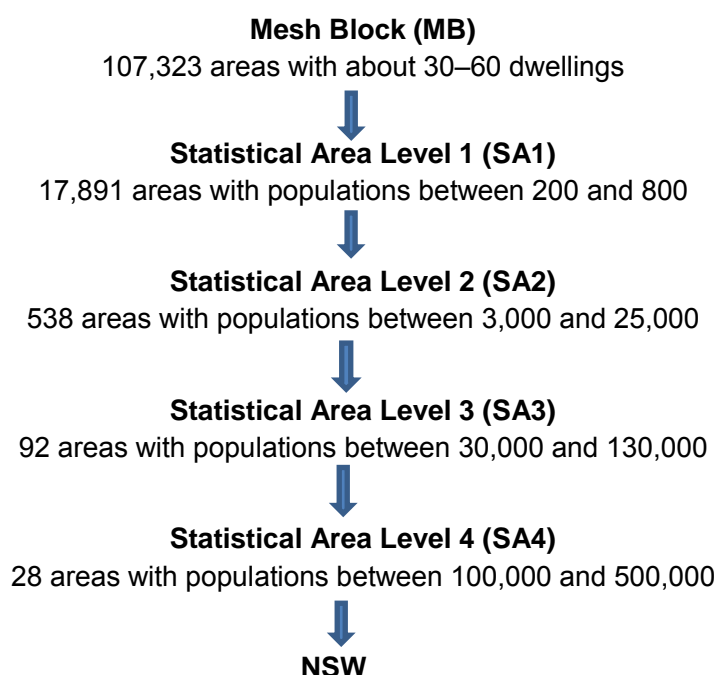 Mesh Block (MB)
107,323 areas with about 30–60 dwellings
Statistical Area Level 1 (SA1)
17,891 areas with populations between 200 and 800
Statistical Area Level 2 (SA2)
538 areas with populations between 3,000 and 25,000
Statistical Area Level 3 (SA3)
92 areas with populations between 30,000 and 130,000
Statistical Area Level 4 (SA4)
28 areas with populations between 100,000 and 500,000
NSW